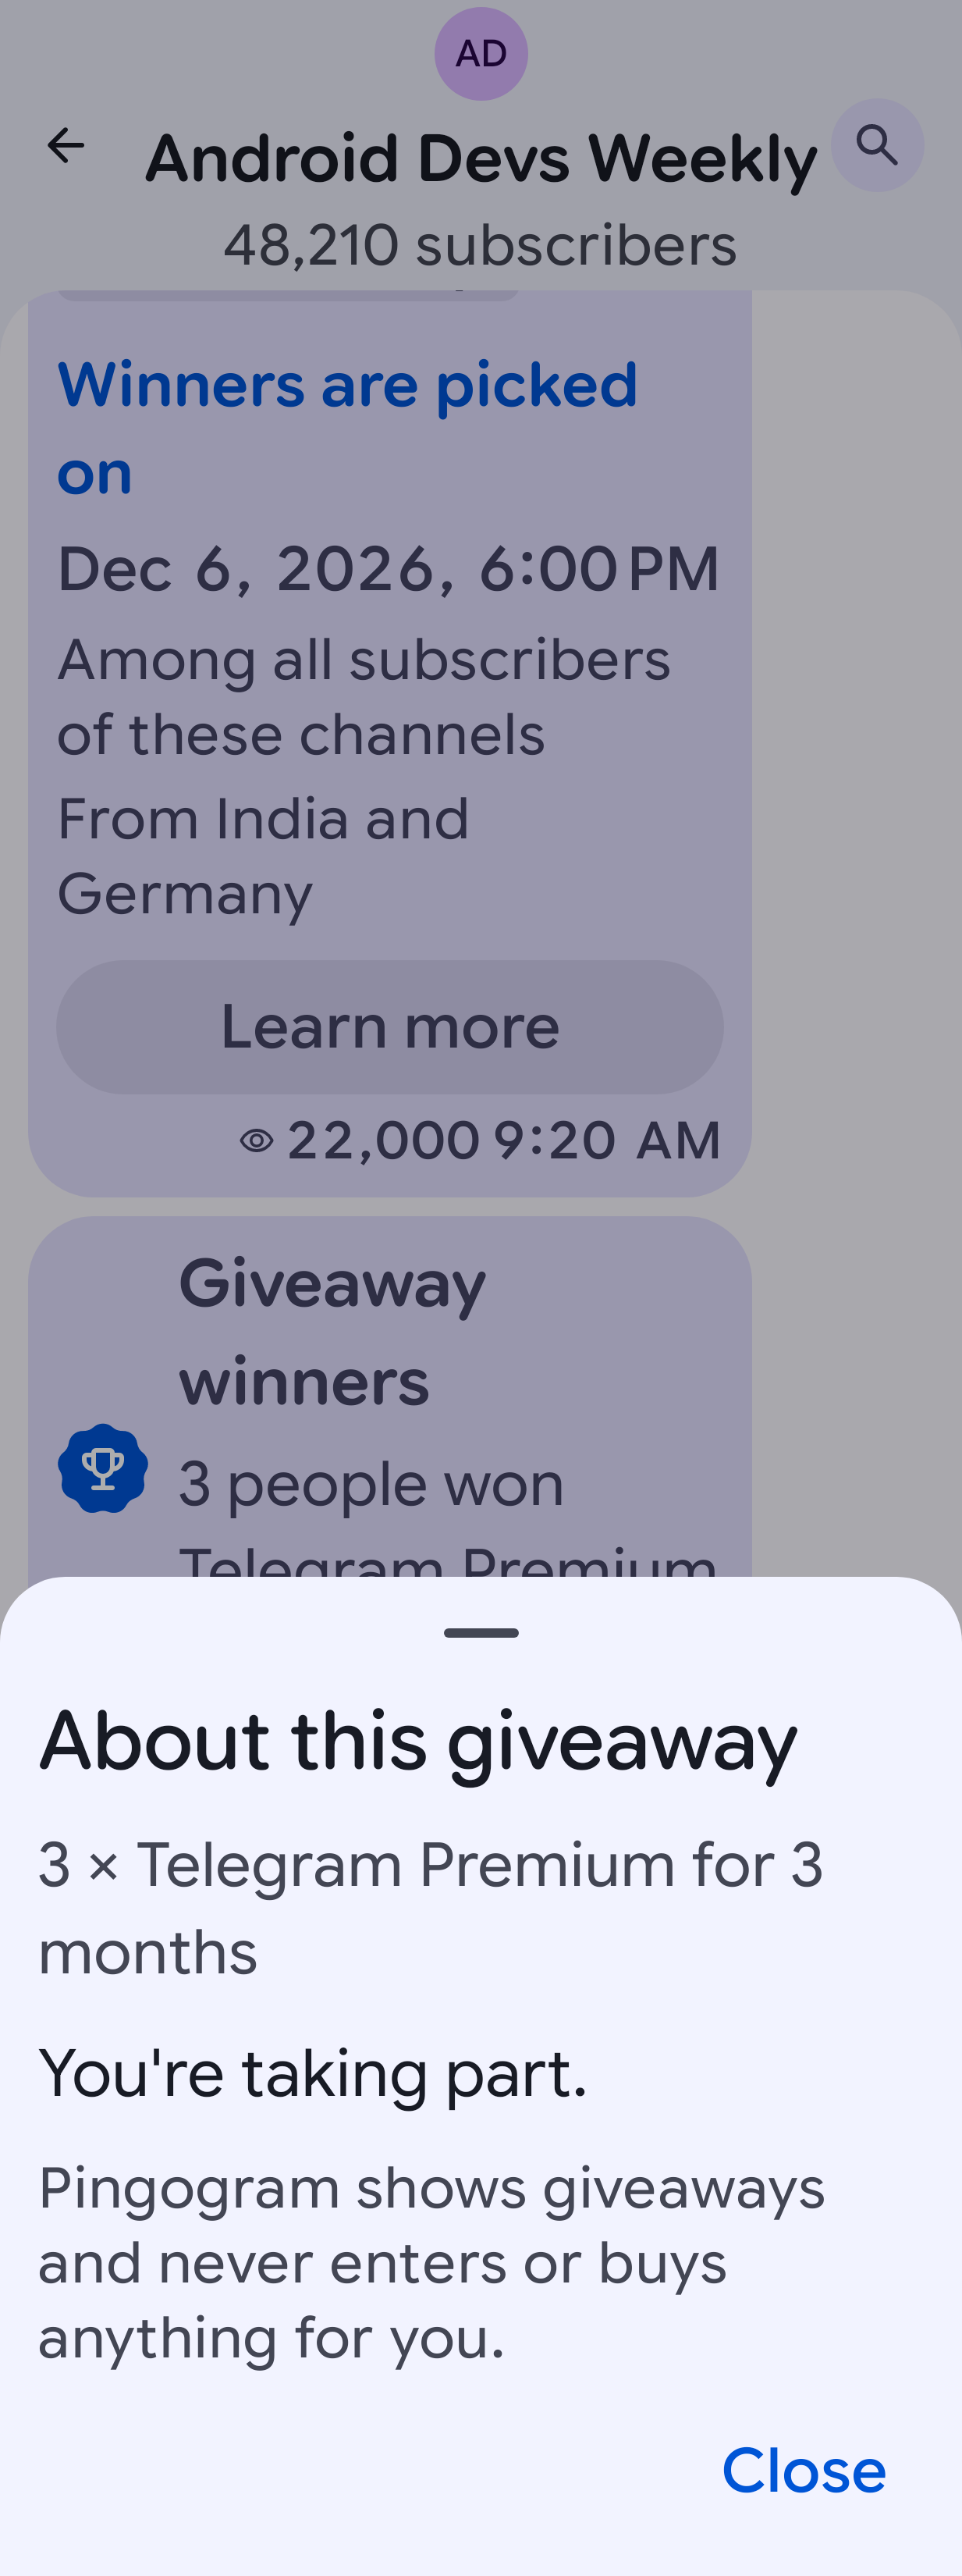 AD
Android Devs Weekly
48,210 subscribers
Winners are picked
on
Dec 6, 2026, 6:00 PM
Among all subscribers
of these channels
From India and
Germany
Learn more
22,000 9:20 AM
Giveaway
winners
3 people won
Telegram Premium
About this giveaway
3 × Telegram Premium for 3
months
You're taking part.
Pingogram shows giveaways
and never enters or buys
anything for you.
Close